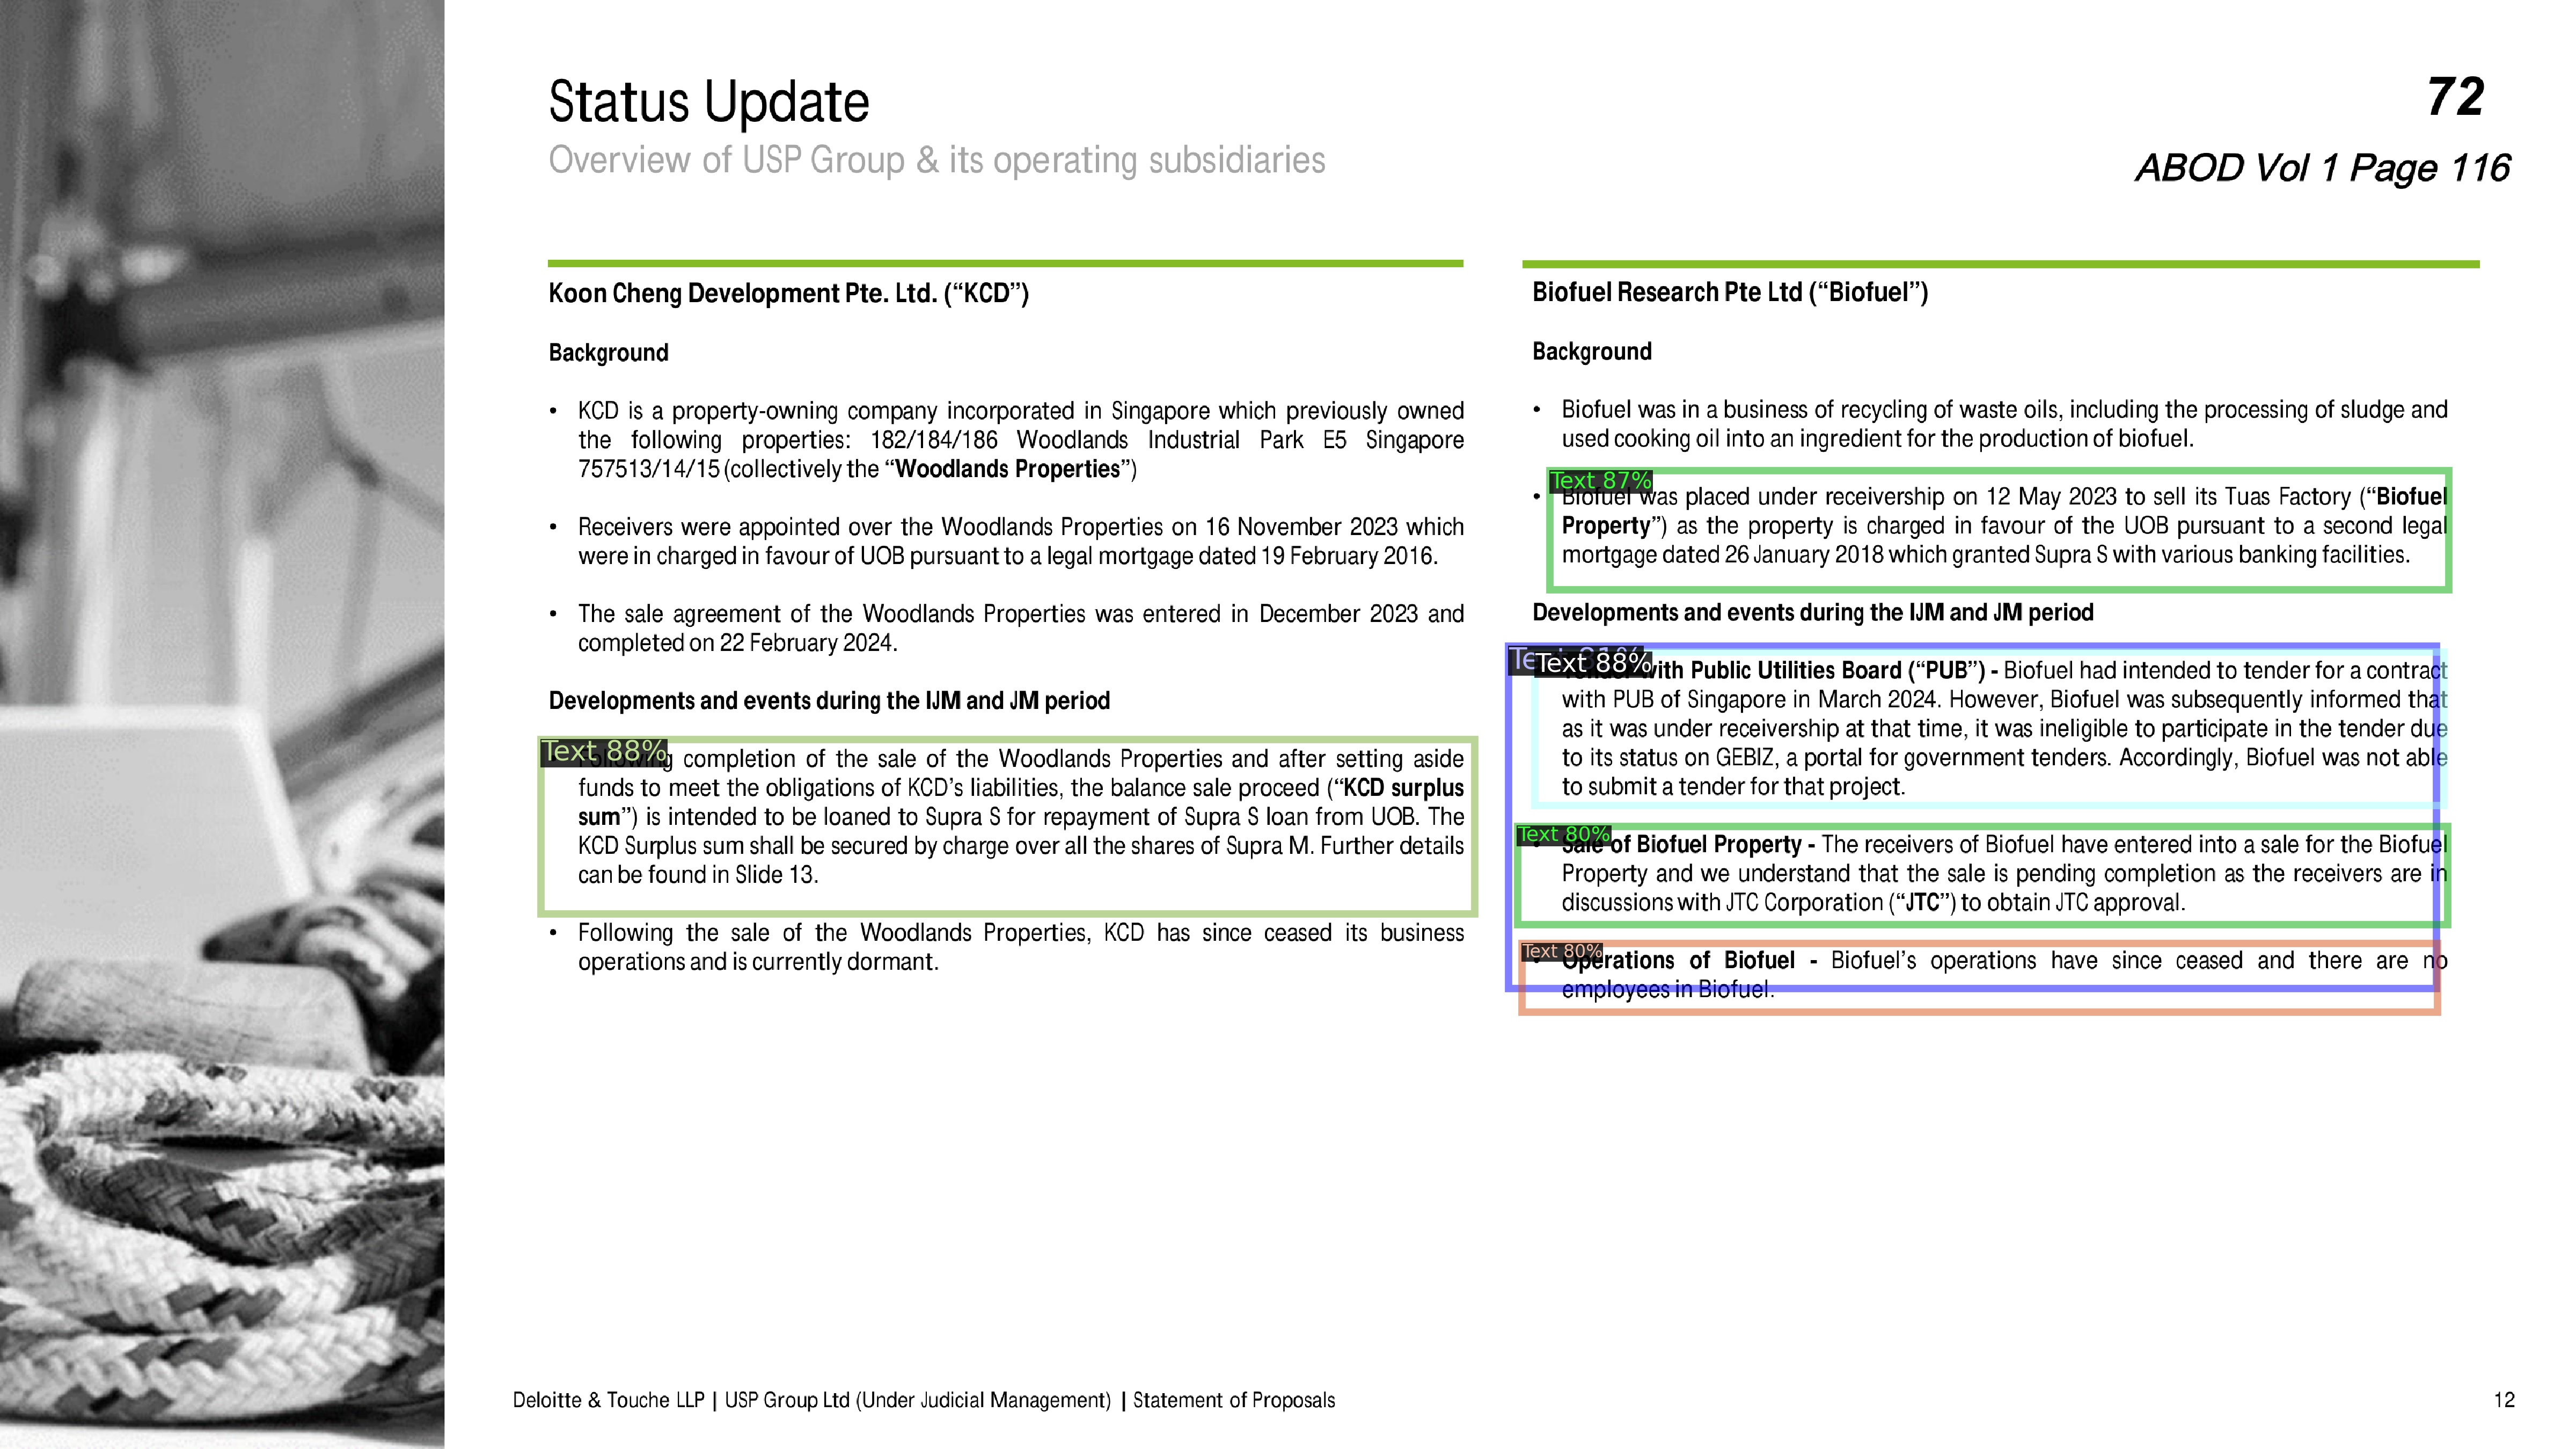 Status Update
Overview of USP Group & its operating subsidiaries
72
ABOD Vol 1 Page 116
Koon Cheng Development Pte. Ltd. (“KCD”)
Background
• KCD is a property-owning company incorporated in Singapore which previously owned
the following properties: 182/184/186 Woodlands Industrial Park E5 Singapore
757513/14/15 (collectively the “Woodlands Properties”)
• Receivers were appointed over the Woodlands Properties on 16 November 2023 which
were in charged in favour of UOB pursuant to a legal mortgage dated 19 February 2016.
• The sale agreement of the Woodlands Properties was entered in December 2023 and
completed on 22 February 2024.
Developments and events during the IJM and JM period
Text 88%
Following completion of the sale of the Woodlands Properties and after setting aside
funds to meet the obligations of KCD’s liabilities, the balance sale proceed (“KCD surplus
sum”) is intended to be loaned to Supra S for repayment of Supra S loan from UOB. The
KCD Surplus sum shall be secured by charge over all the shares of Supra M. Further details
can be found in Slide 13.
• Following the sale of the Woodlands Properties, KCD has since ceased its business
operations and is currently dormant.
Biofuel Research Pte Ltd (“Biofuel”)
Background
• Biofuel was in a business of recycling of waste oils, including the processing of sludge and
used cooking oil into an ingredient for the production of biofuel.
Text 87%
• Biofuel was placed under receivership on 12 May 2023 to sell its Tuas Factory (“Biofuel
Property”) as the property is charged in favour of the UOB pursuant to a second legal
mortgage dated 26 January 2018 which granted Supra S with various banking facilities.
Developments and events during the IJM and JM period
Text 88%
with Public Utilities Board (“PUB”) - Biofuel had intended to tender for a contract
with PUB of Singapore in March 2024. However, Biofuel was subsequently informed that
as it was under receivership at that time, it was ineligible to participate in the tender due
to its status on GEBIZ, a portal for government tenders. Accordingly, Biofuel was not able
to submit a tender for that project.
Text 80%
• Sale of Biofuel Property - The receivers of Biofuel have entered into a sale for the Biofuel
Property and we understand that the sale is pending completion as the receivers are in
discussions with JTC Corporation (“JTC”) to obtain JTC approval.
Text 80%
• Operations of Biofuel - Biofuel’s operations have since ceased and there are no
employees in Biofuel.
Deloitte & Touche LLP | USP Group Ltd (Under Judicial Management) | Statement of Proposals
12